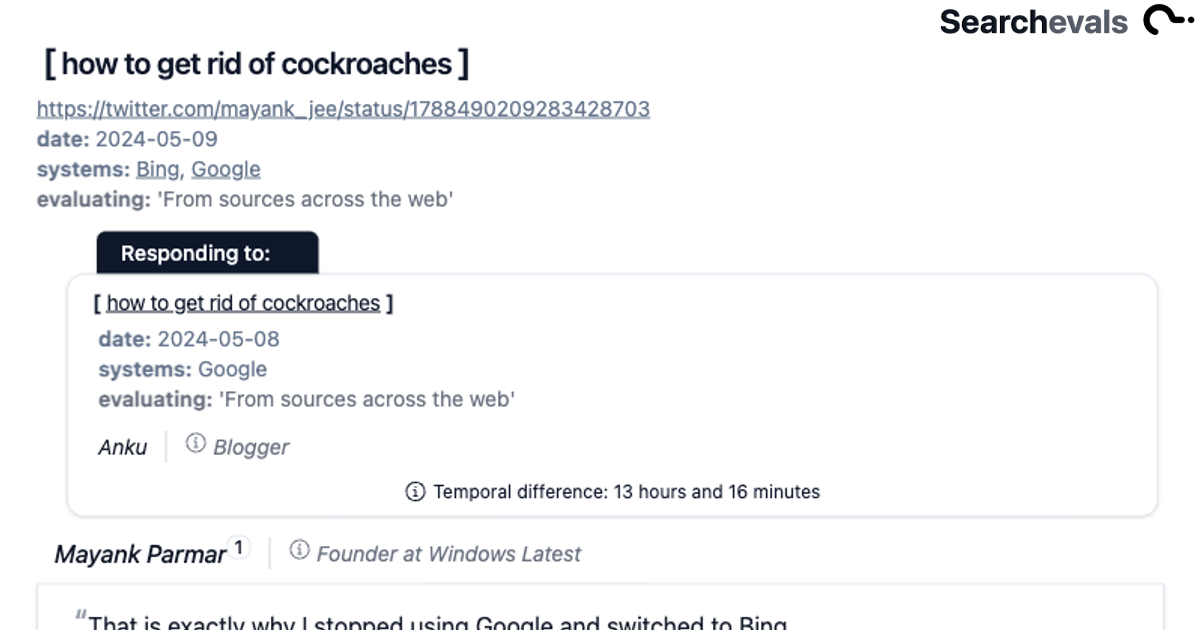 Searchevals
[ how to get rid of cockroaches ]
https://twitter.com/mayank_jee/status/1788490209283428703
date: 2024-05-09
systems: Bing, Google
evaluating: 'From sources across the web'
Responding to:
[ how to get rid of cockroaches ]
date: 2024-05-08
systems: Google
evaluating: 'From sources across the web'
Anku Blogger
Temporal difference: 13 hours and 16 minutes
Mayank Parmar 1 Founder at Windows Latest
“That is exactly why I stopped using Google and switched to Bing